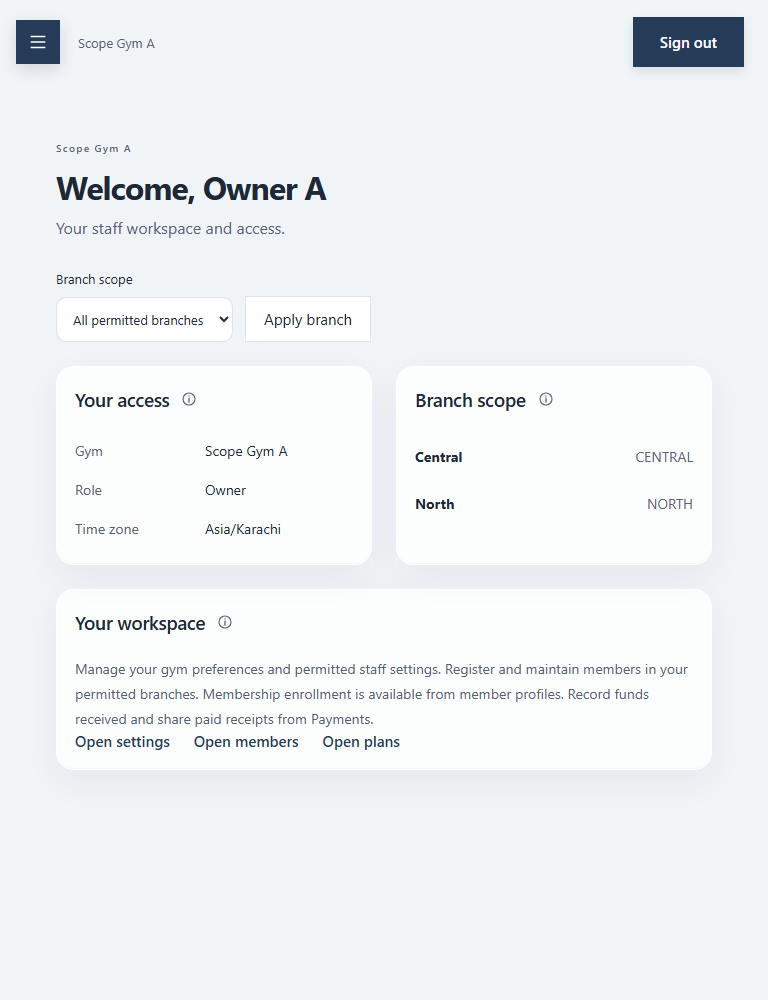 Scope Gym A
Sign out
Scope Gym A
Welcome, Owner A
Your staff workspace and access.
Branch scope
All permitted branches
Apply branch
Your access
Gym Scope Gym A
Role Owner
Time zone Asia/Karachi
Branch scope
Central CENTRAL
North NORTH
Your workspace
Manage your gym preferences and permitted staff settings. Register and maintain members in your
permitted branches. Membership enrollment is available from member profiles. Record funds
received and share paid receipts from Payments.
Open settings Open members Open plans